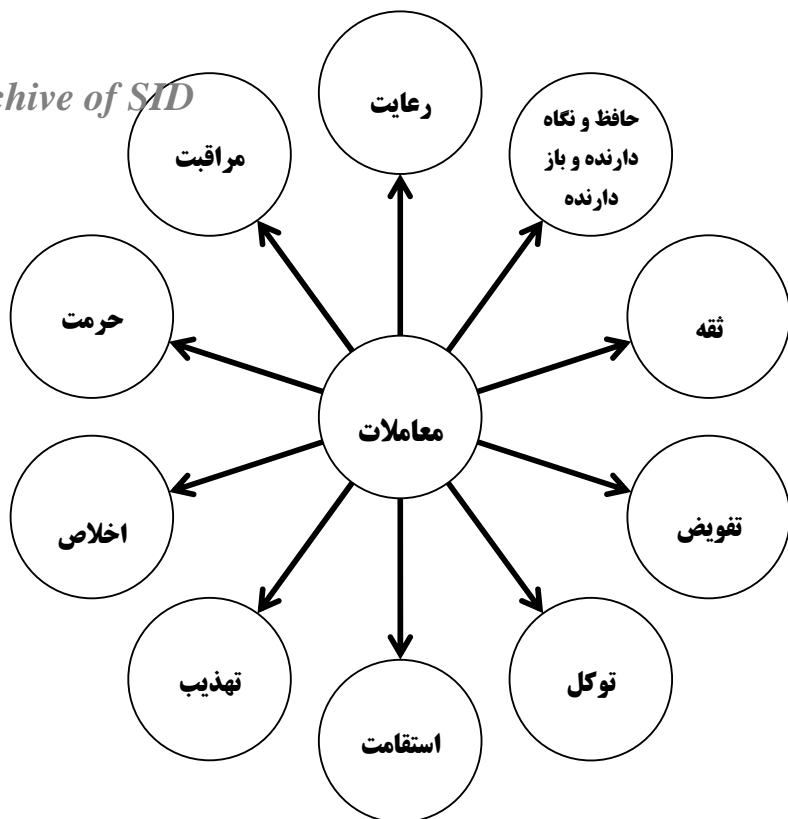 chive of SID
رعایت
حافظ و نگاه
دارنده و باز
دارنده
مراقبت
ثقه
حرمت
معاملات
تفویض
اخلاص
توکل
تهذیب
استقامت